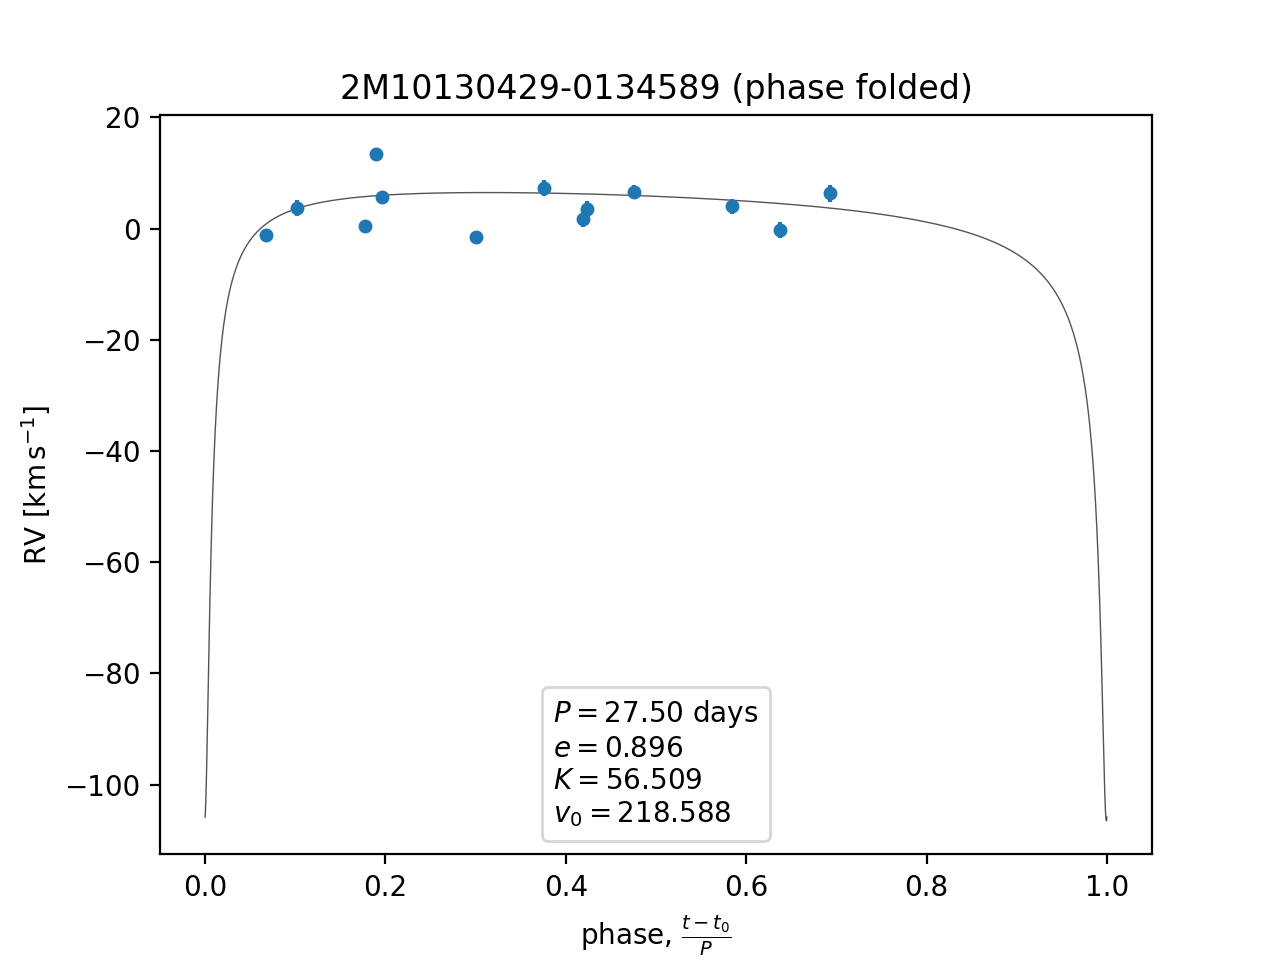 2M10130429-0134589 (phase folded)
20
0
−20
−40
−60
−80
−100
RV [km s⁻¹]
P = 27.50 days
e = 0.896
K = 56.509
v₀ = 218.588
0.0 0.2 0.4 0.6 0.8 1.0
phase, (t − t₀)/P